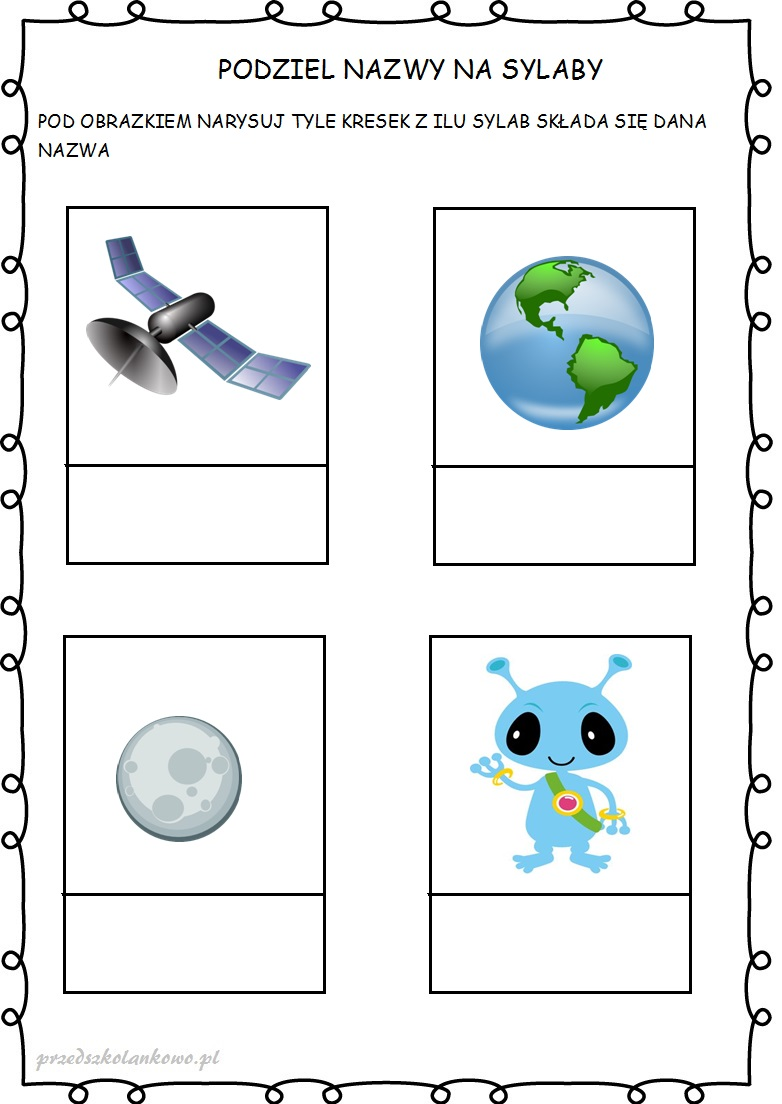 PODZIEL NAZWY NA SYLABY
POD OBRAZKIEM NARYSUJ TYLE KRESEK Z ILU SYLAB SKŁADA SIĘ DANA
NAZWA
przedszkolankowo.pl